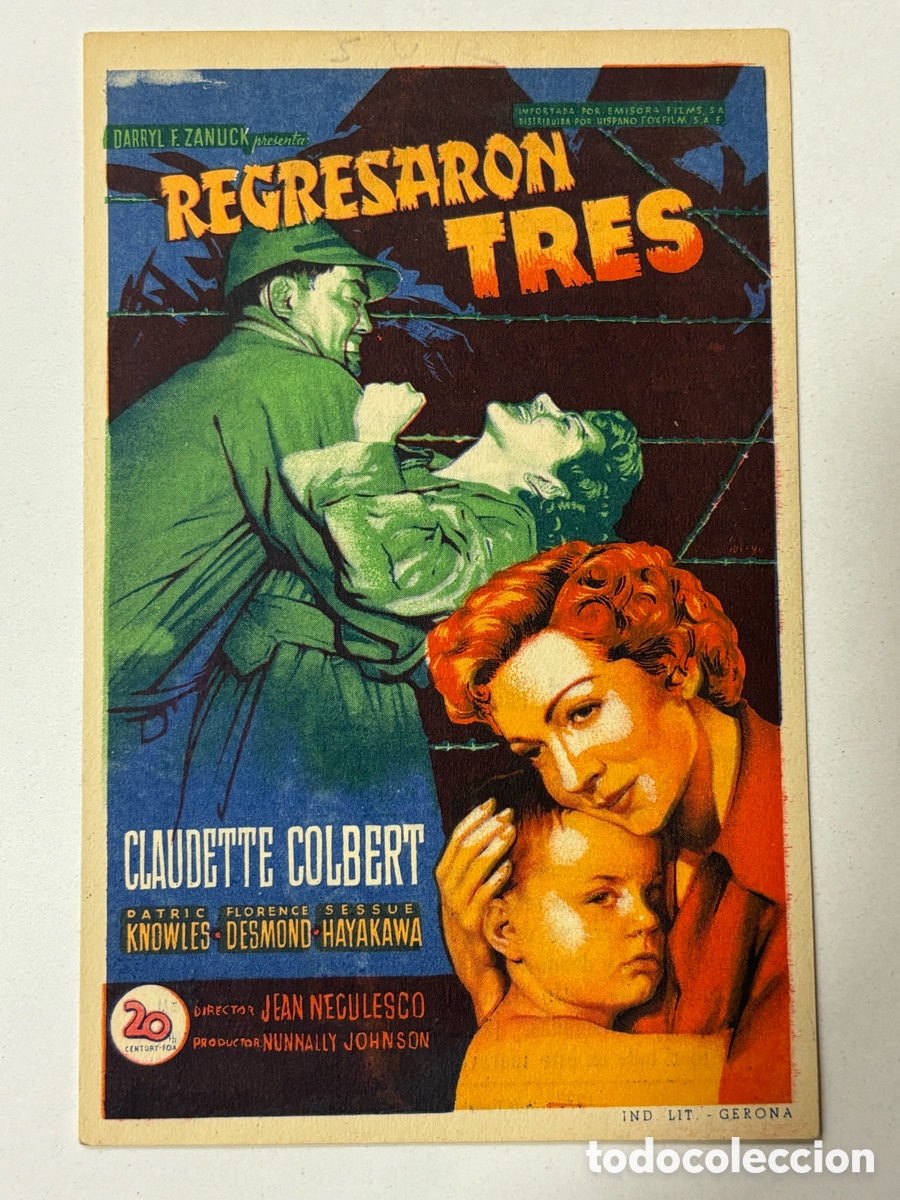 DARRYL F. ZANUCK presenta
IMPORTADA POR EMISORA FILMS, S.A.
DISTRIBUIDA POR HISPANO FOXFILM, S.A.E.
REGRESARON
TRES
CLAUDETTE COLBERT
PATRIC KNOWLES · FLORENCE DESMOND · SESSUE HAYAKAWA
20th
CENTURY-FOX
DIRECTOR JEAN NEGULESCO
PRODUCTOR: NUNNALLY JOHNSON
IND. LIT. - GERONA
todocoleccion